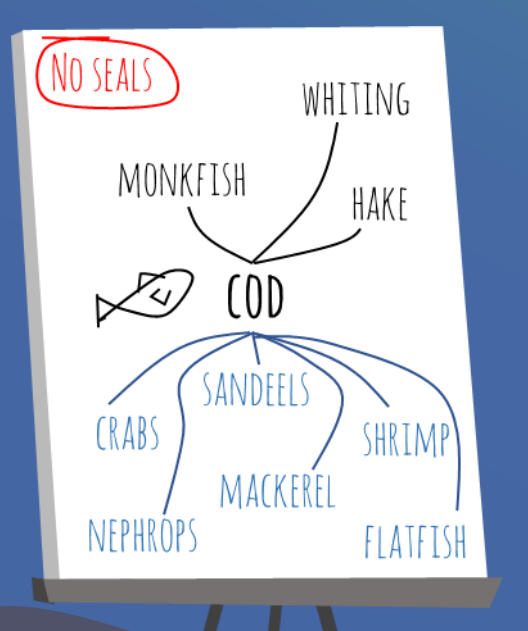 NO SEALS
WHITING
MONKFISH
HAKE
COD
SANDEELS
CRABS
SHRIMP
MACKEREL
NEPHROPS
FLATFISH